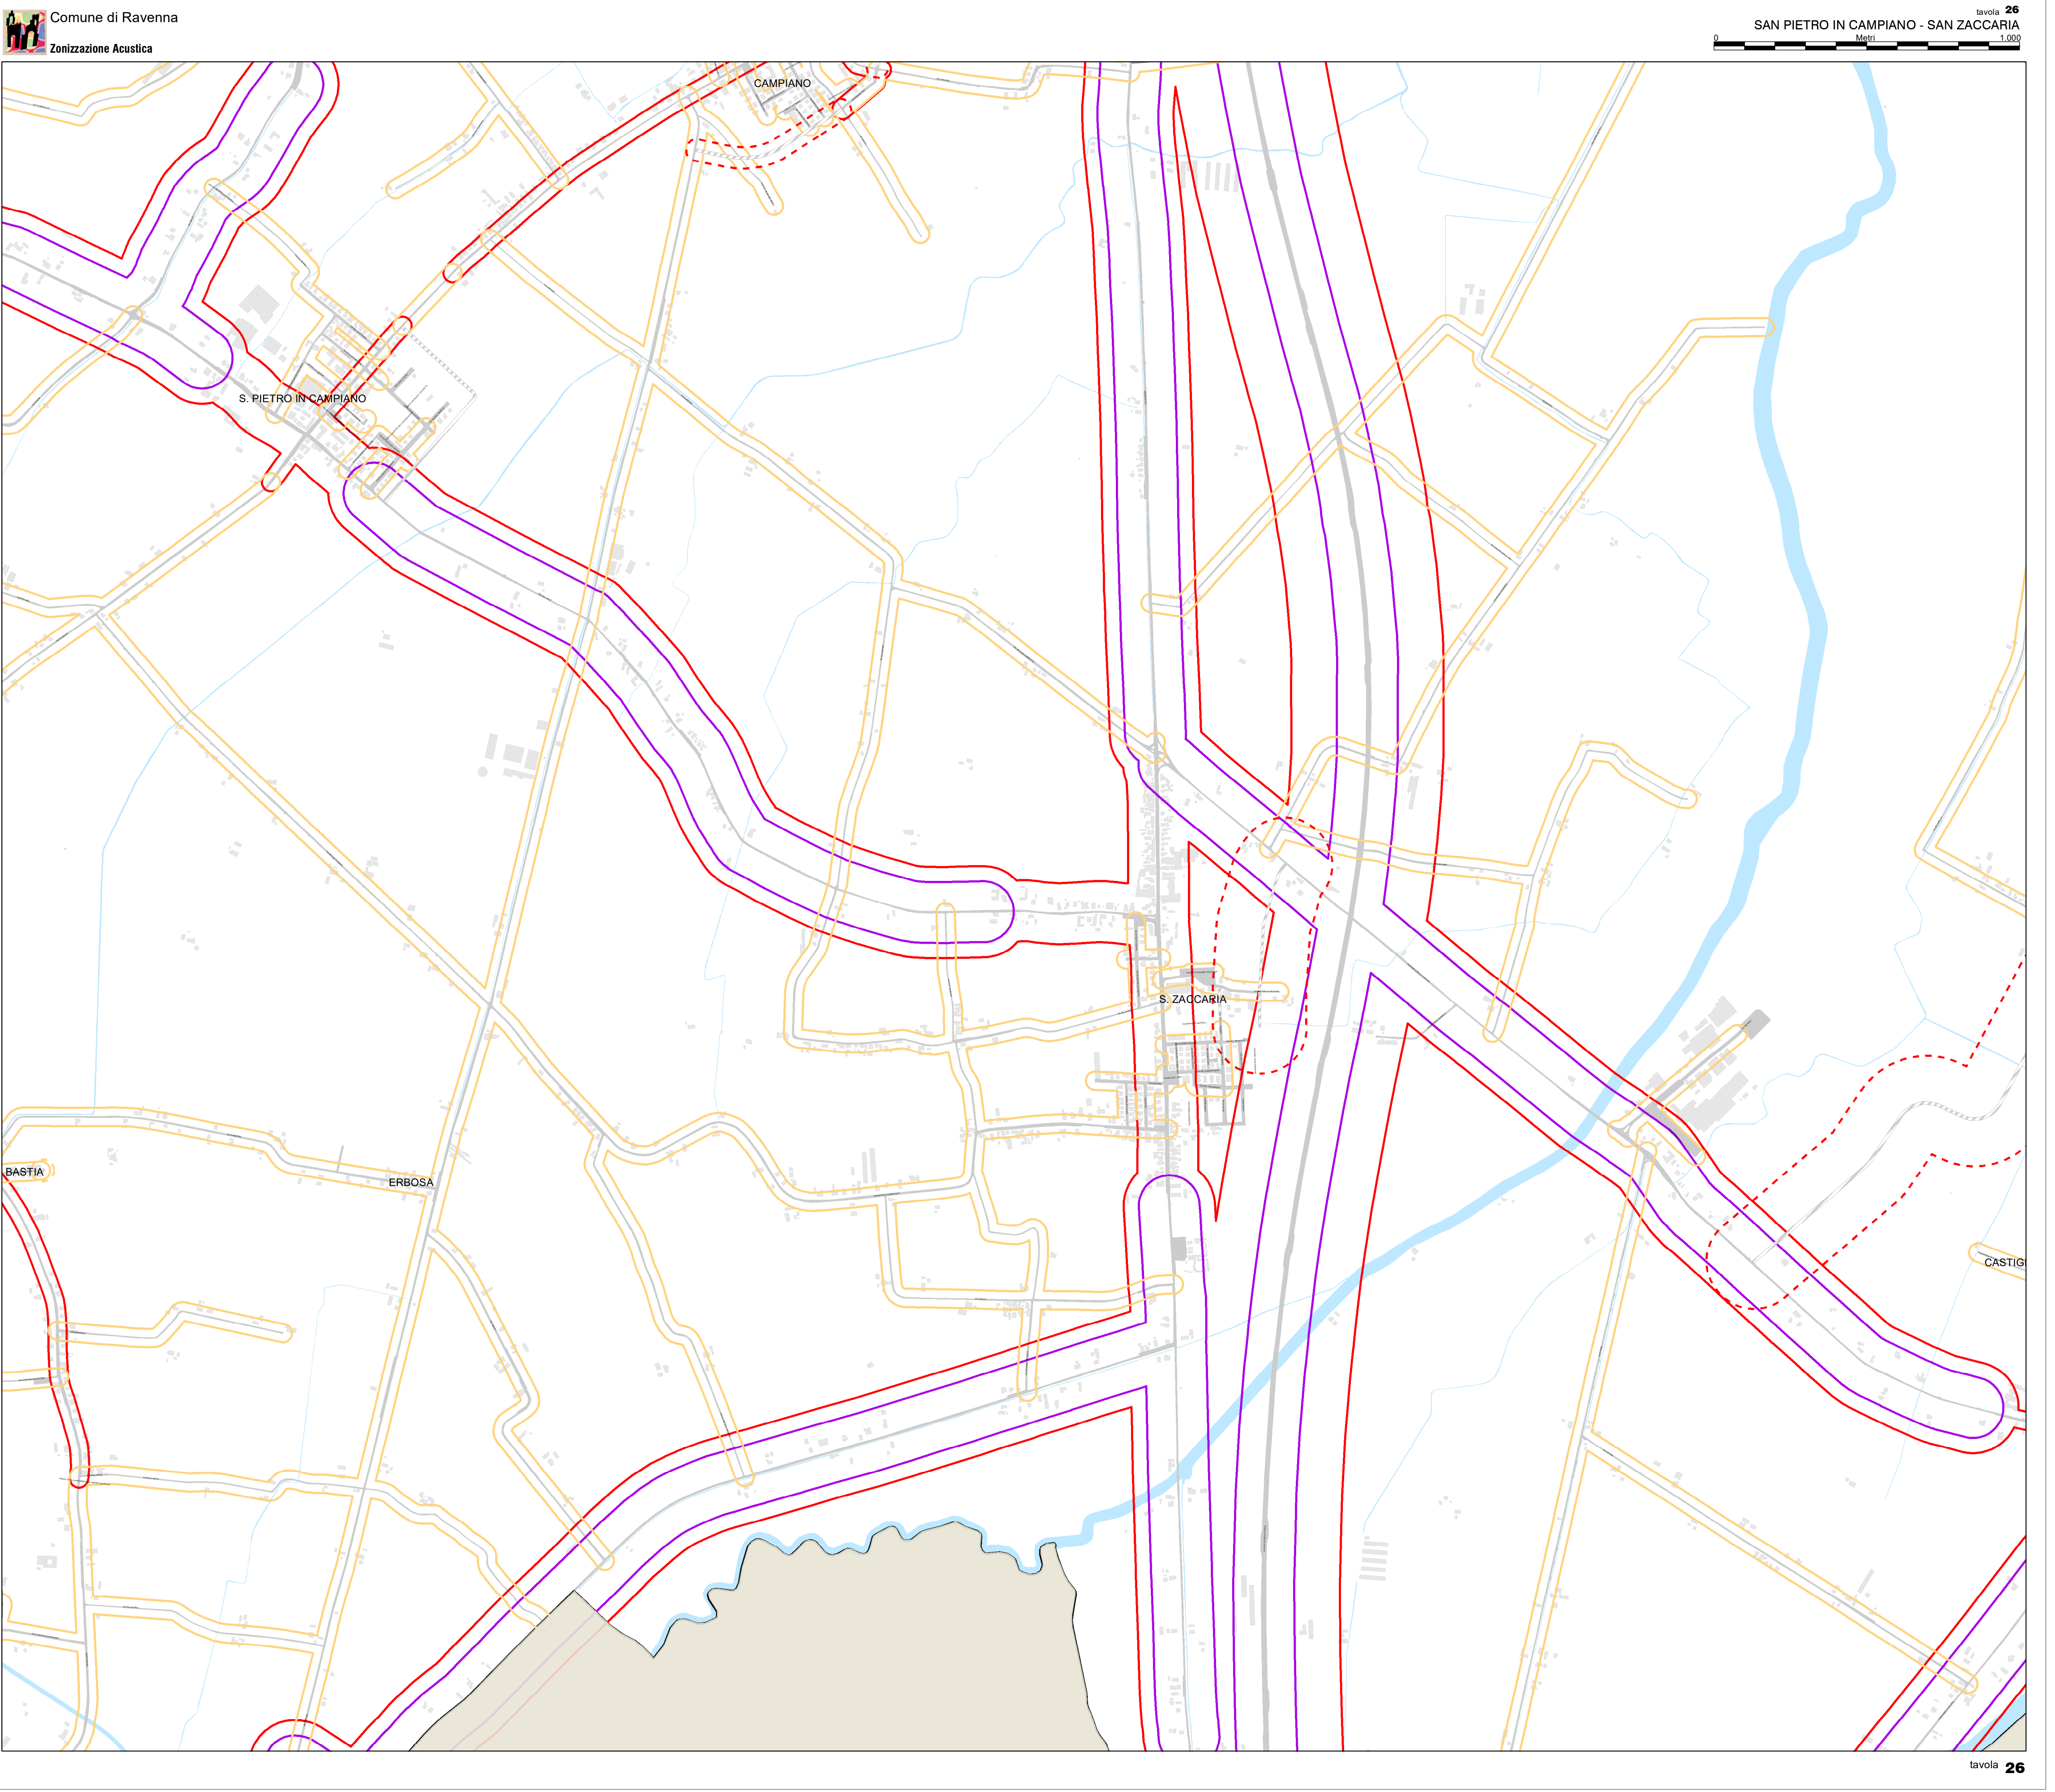 Comune di Ravenna
Zonizzazione Acustica
tavola 26
SAN PIETRO IN CAMPIANO - SAN ZACCARIA
0 Metri 1.000
CAMPIANO
S. PIETRO IN CAMPIANO
S. ZACCARIA
BASTIA
ERBOSA
CASTIG
tavola 26